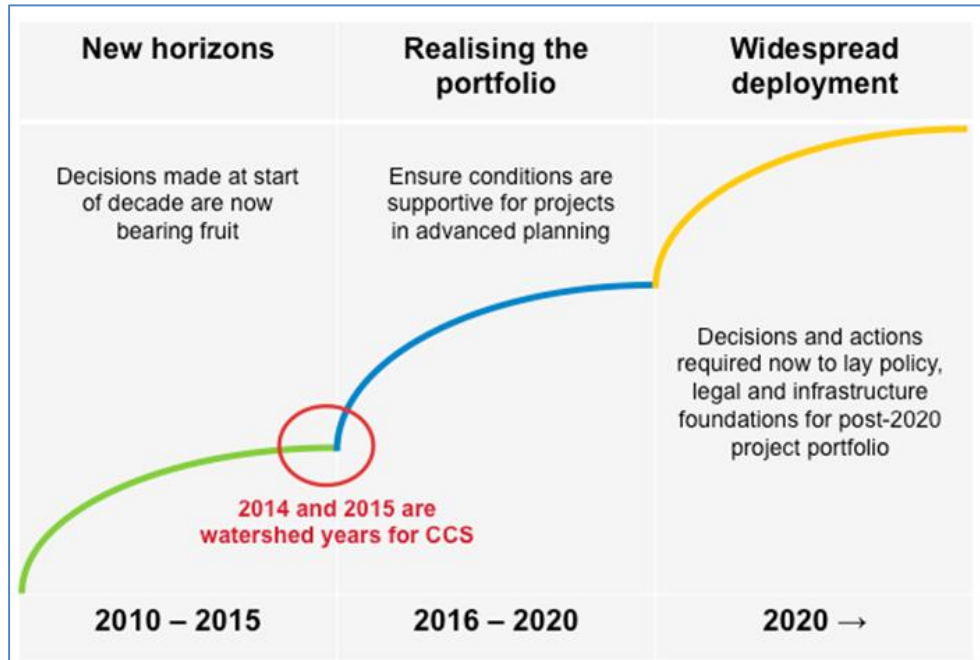 New horizons
Realising the
portfolio
Widespread
deployment
Decisions made at start
of decade are now
bearing fruit
Ensure conditions are
supportive for projects
in advanced planning
Decisions and actions
required now to lay policy,
legal and infrastructure
foundations for post-2020
project portfolio
2014 and 2015 are
watershed years for CCS
2010 – 2015
2016 – 2020
2020 →